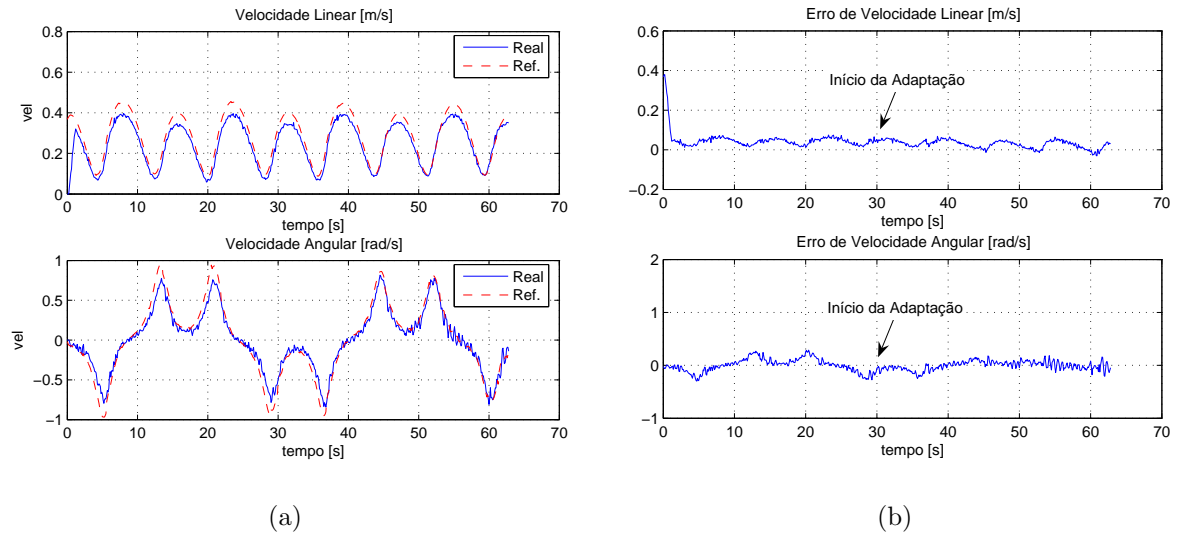 Velocidade Linear [m/s]
0.8
0.6
0.4
0.2
0
vel
Real
Ref.
0 10 20 30 40 50 60 70
tempo [s]
Velocidade Angular [rad/s]
1
0.5
0
−0.5
−1
vel
Real
Ref.
0 10 20 30 40 50 60 70
tempo [s]
(a)
Erro de Velocidade Linear [m/s]
0.6
0.4
0.2
0
−0.2
Início da Adaptação
0 10 20 30 40 50 60 70
tempo [s]
Erro de Velocidade Angular [rad/s]
2
1
0
−1
Início da Adaptação
0 10 20 30 40 50 60 70
tempo [s]
(b)